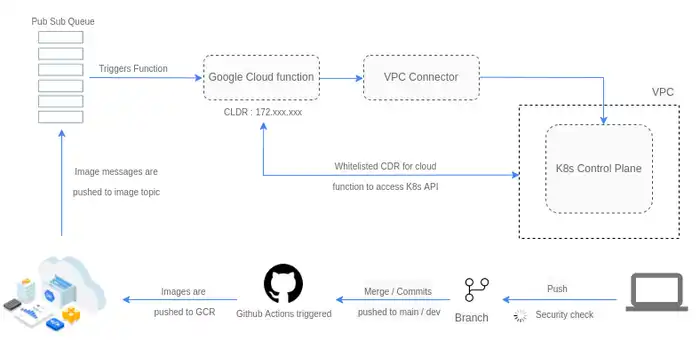 Pub Sub Queue
Triggers Function
Google Cloud function
VPC Connector
VPC
CLDR : 172.xxx.xxx
Image messages are
pushed to image topic
Whitelisted CDR for cloud
function to access K8s API
K8s Control Plane
Images are
pushed to GCR
Github Actions triggered
Merge / Commits
pushed to main / dev
Branch
Push
Security check